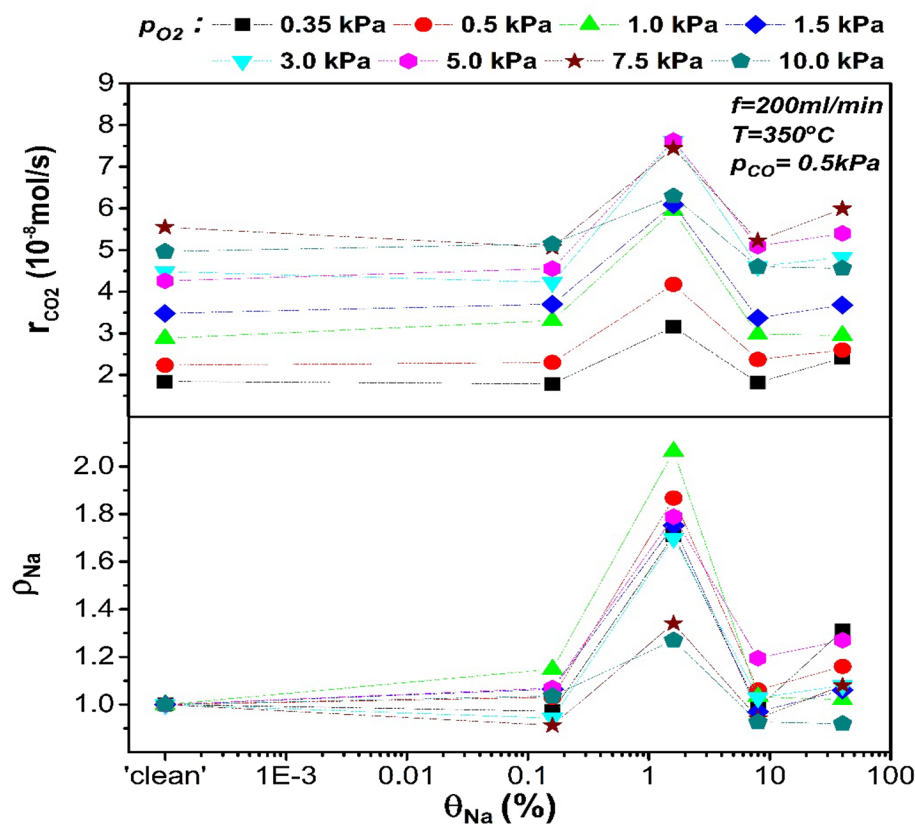 pO2 : 0.35 kPa 0.5 kPa 1.0 kPa 1.5 kPa
3.0 kPa 5.0 kPa 7.5 kPa 10.0 kPa
f=200ml/min
T=350°C
pCO= 0.5kPa
rCO2 (10⁻⁸mol/s)
9
8
7
6
5
4
3
2
ρNa
2.0
1.8
1.6
1.4
1.2
1.0
'clean' 1E-3 0.01 0.1 1 10 100
θNa (%)